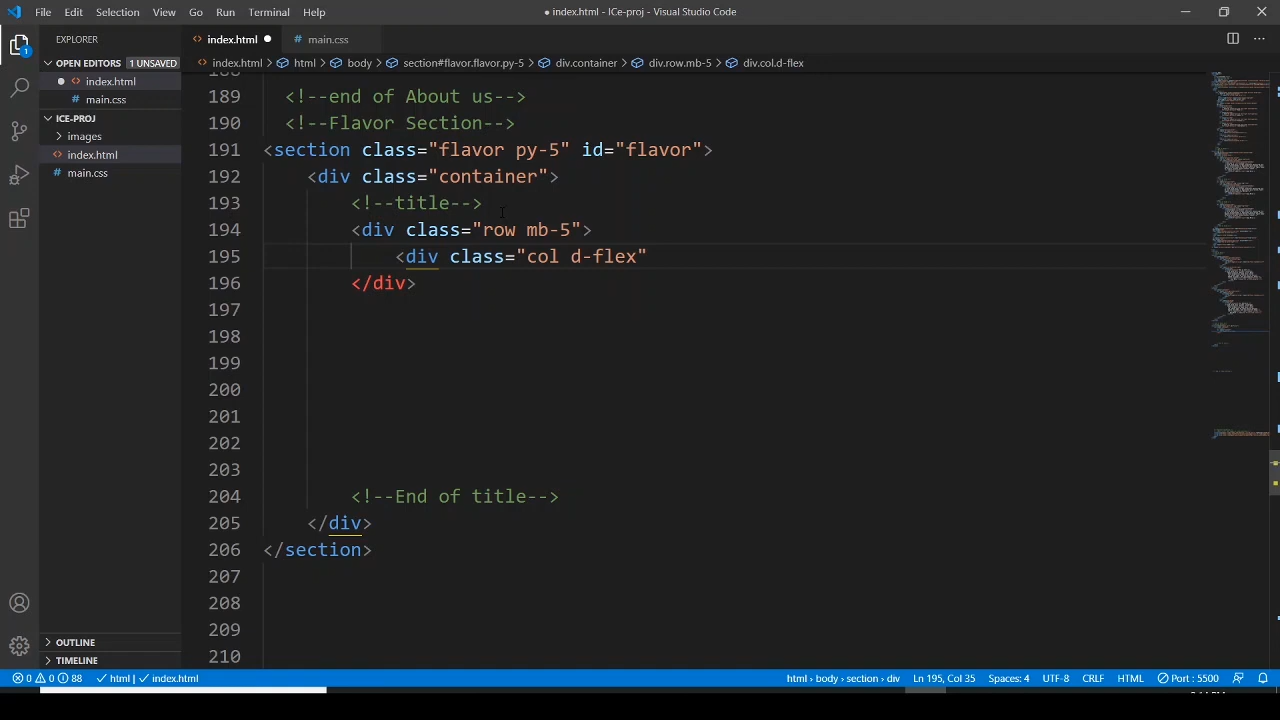 File Edit Selection View Go Run Terminal Help ● index.html - ICe-proj - Visual Studio Code
EXPLORER
index.html ●
main.css
OPEN EDITORS 1 UNSAVED
index.html > html > body > section#flavor.flavor.py-5 > div.container > div.row.mb-5 > div.col.d-flex
● index.html
main.css
ICE-PROJ
images
index.html
main.css
189 <!--end of About us-->
190 <!--Flavor Section-->
191 <section class="flavor py-5" id="flavor">
192 <div class="container">
193 <!--title-->
194 <div class="row mb-5">
195 <div class="col d-flex"
196 </div>
197
198
199
200
201
202
203
204 <!--End of title-->
205 </div>
206 </section>
207
208
209
210
OUTLINE
TIMELINE
0 0 88 html | index.html html › body › section › div Ln 195, Col 35 Spaces: 4 UTF-8 CRLF HTML Port : 5500